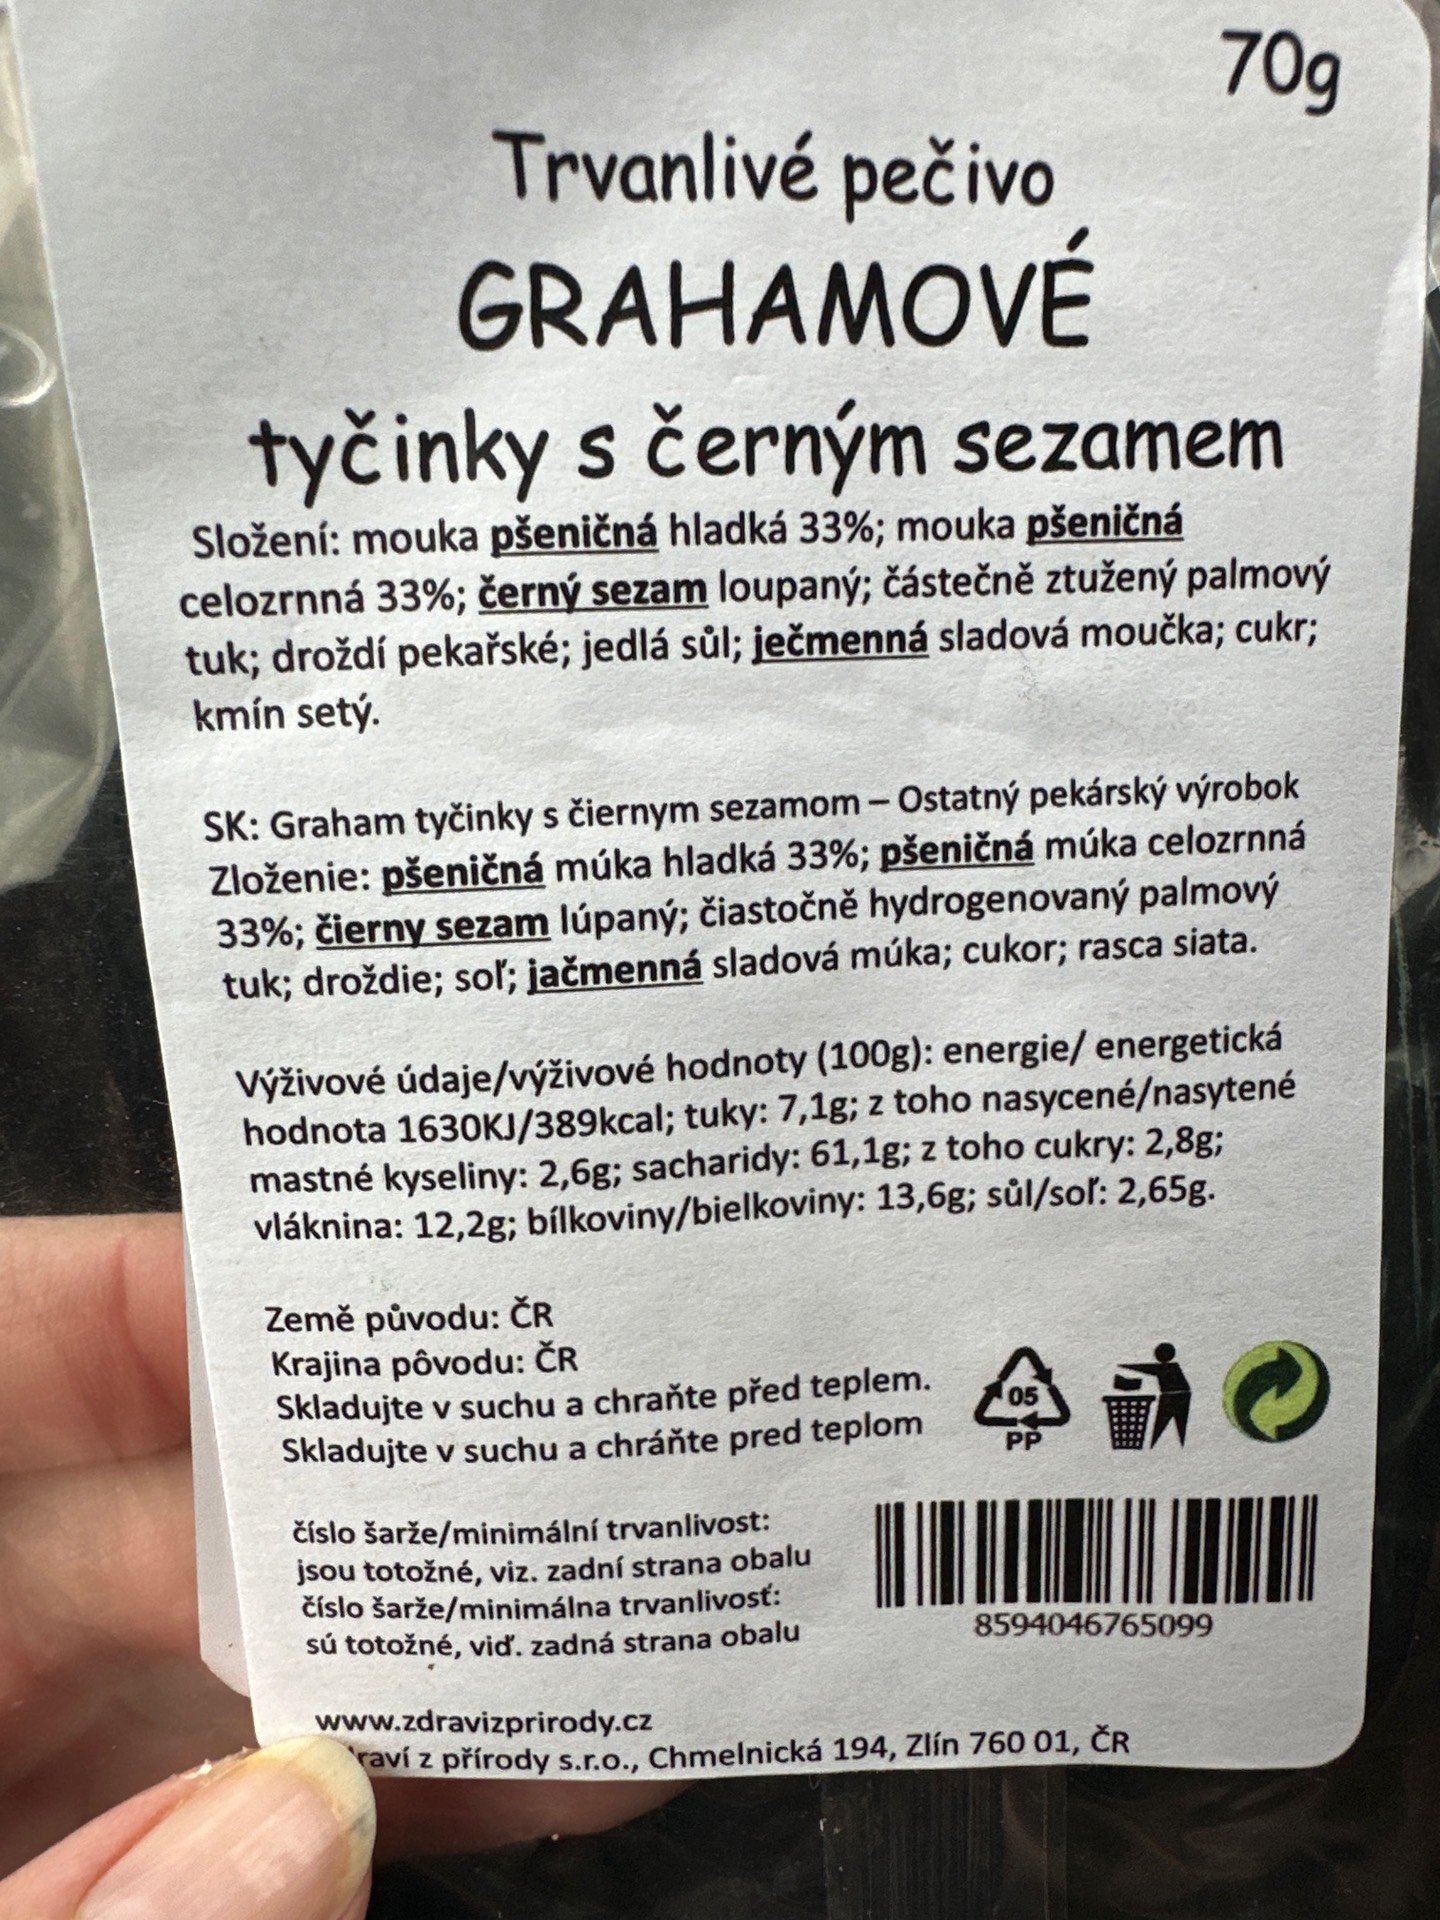 70g
Trvanlivé pečivo
GRAHAMOVÉ
tyčinky s černým sezamem
Složení: mouka pšeničná hladká 33%; mouka pšeničná
celozrnná 33%; černý sezam loupaný; částečně ztužený palmový
tuk; droždí pekařské; jedlá sůl; ječmenná sladová moučka; cukr;
kmín setý.
SK: Graham tyčinky s čiernym sezamom – Ostatný pekárský výrobok
Zloženie: pšeničná múka hladká 33%; pšeničná múka celozrnná
33%; čierny sezam lúpaný; čiastočně hydrogenovaný palmový
tuk; droždie; soľ; jačmenná sladová múka; cukor; rasca siata.
Výživové údaje/výživové hodnoty (100g): energie/ energetická
hodnota 1630KJ/389kcal; tuky: 7,1g; z toho nasycené/nasytené
mastné kyseliny: 2,6g; sacharidy: 61,1g; z toho cukry: 2,8g;
vláknina: 12,2g; bílkoviny/bielkoviny: 13,6g; sůl/soľ: 2,65g.
Země původu: ČR
Krajina pôvodu: ČR
Skladujte v suchu a chraňte před teplem.
Skladujte v suchu a chráňte pred teplom
05
PP
číslo šarže/minimální trvanlivost:
jsou totožné, viz. zadní strana obalu
číslo šarže/minimálna trvanlivosť:
sú totožné, viď. zadná strana obalu
8594046765099
www.zdravizprirody.cz
raví z přírody s.r.o., Chmelnická 194, Zlín 760 01, ČR